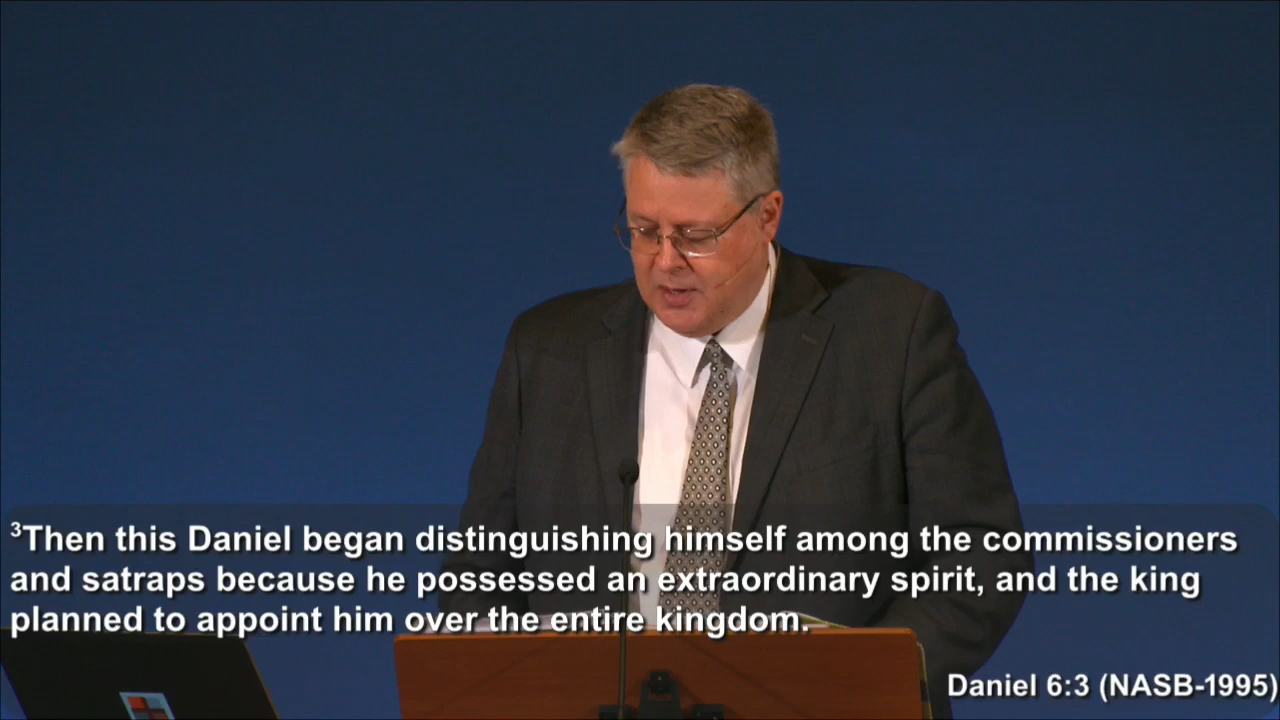 ³Then this Daniel began distinguishing himself among the commissioners
and satraps because he possessed an extraordinary spirit, and the king
planned to appoint him over the entire kingdom.
Daniel 6:3 (NASB-1995)